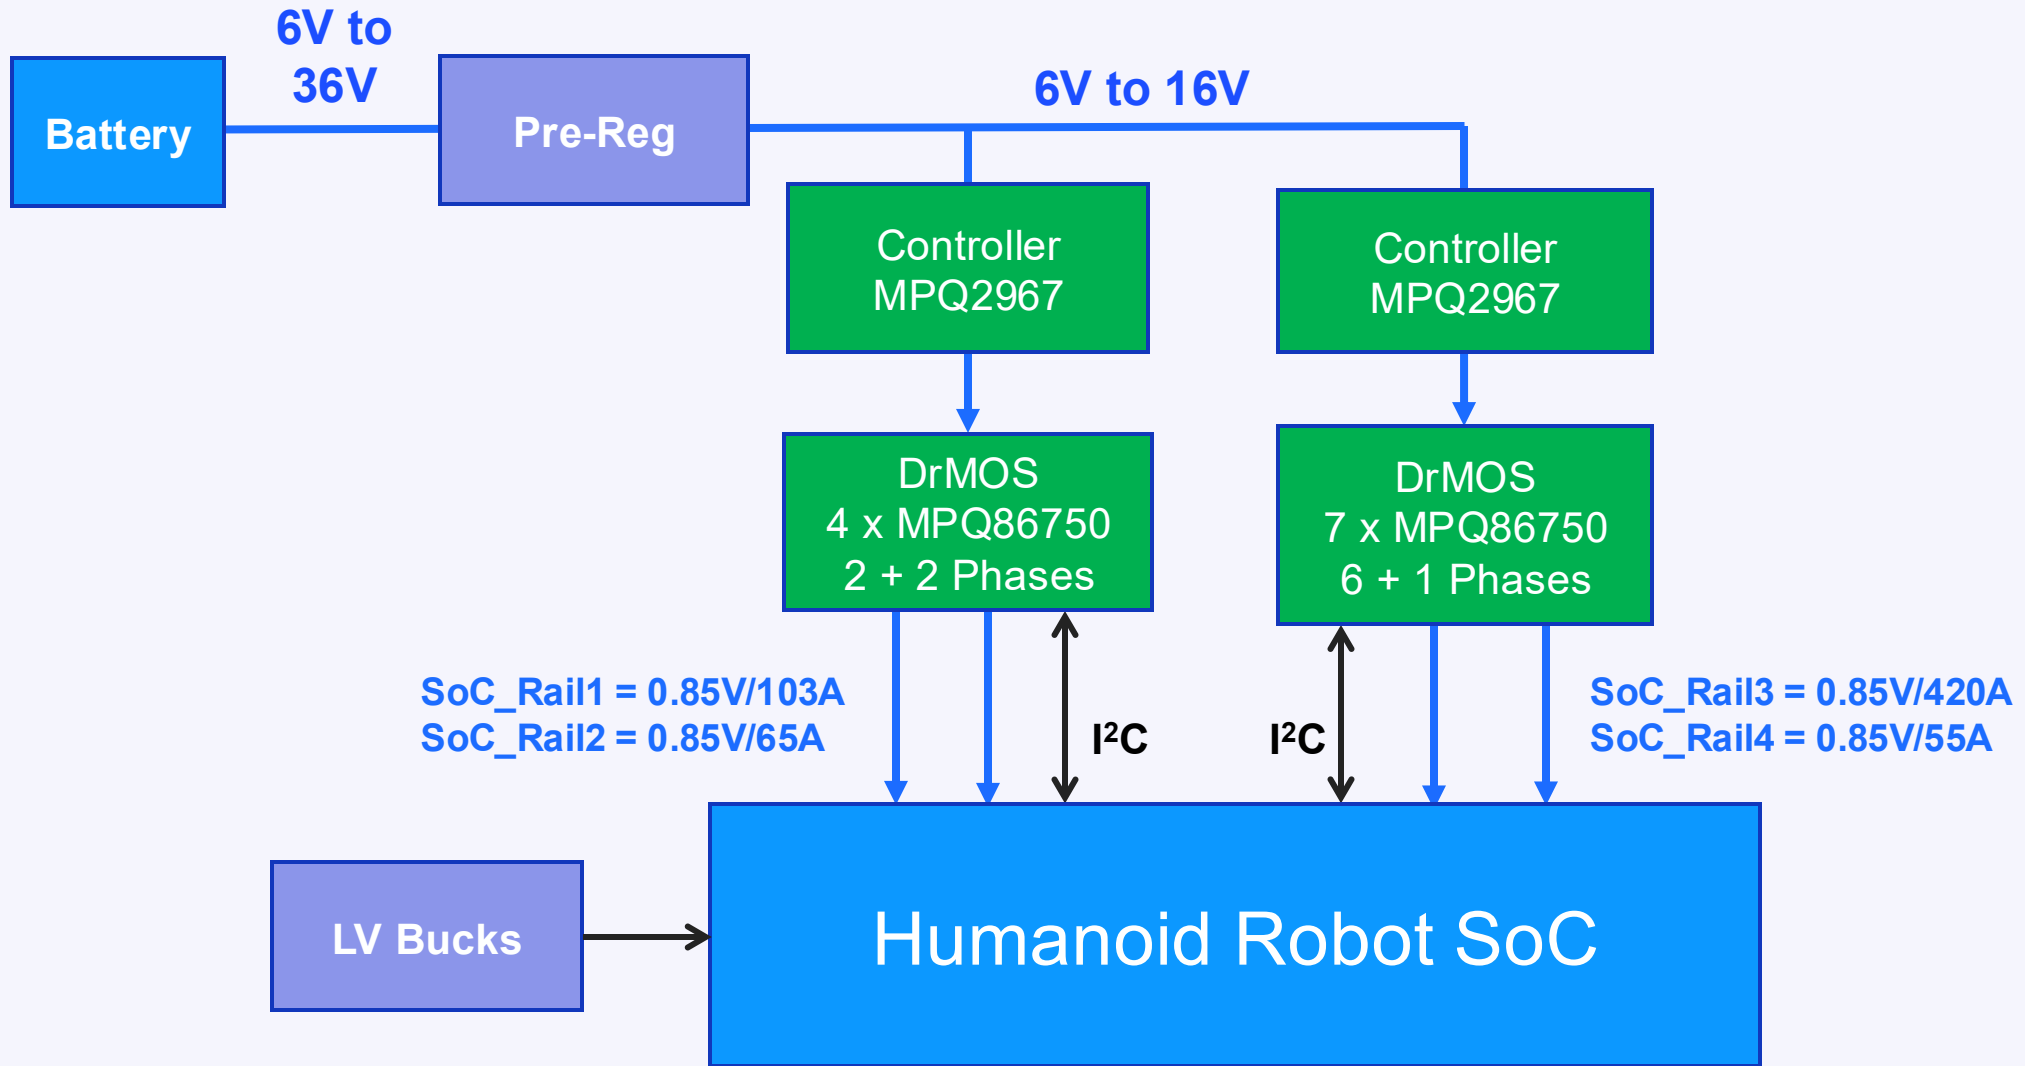 6V to
36V
Battery
Pre-Reg
6V to 16V
Controller
MPQ2967
Controller
MPQ2967
DrMOS
4 x MPQ86750
2 + 2 Phases
DrMOS
7 x MPQ86750
6 + 1 Phases
SoC_Rail1 = 0.85V/103A
SoC_Rail2 = 0.85V/65A
I²C
I²C
SoC_Rail3 = 0.85V/420A
SoC_Rail4 = 0.85V/55A
LV Bucks
Humanoid Robot SoC